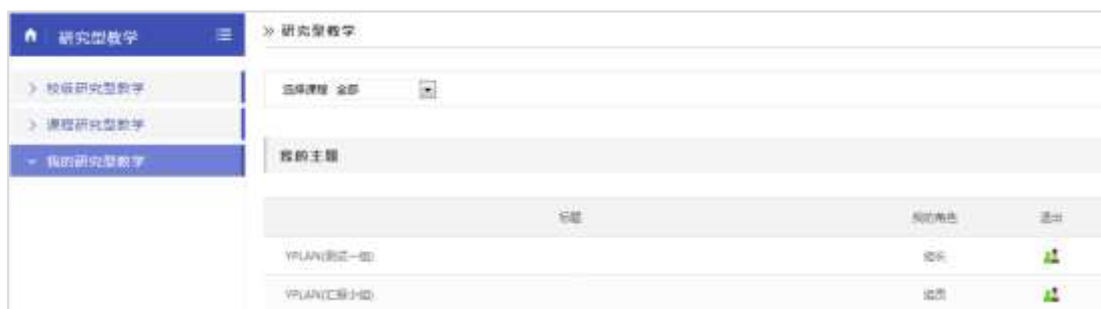 研究型教学
» 研究型教学
> 校级研究型教学
选择课程 全部
> 课程研究型教学
我的研究型教学
我的主题
标题 我的角色 退出
YPLAN(测试一组) 组长
YPLAN(汇报小组) 组员